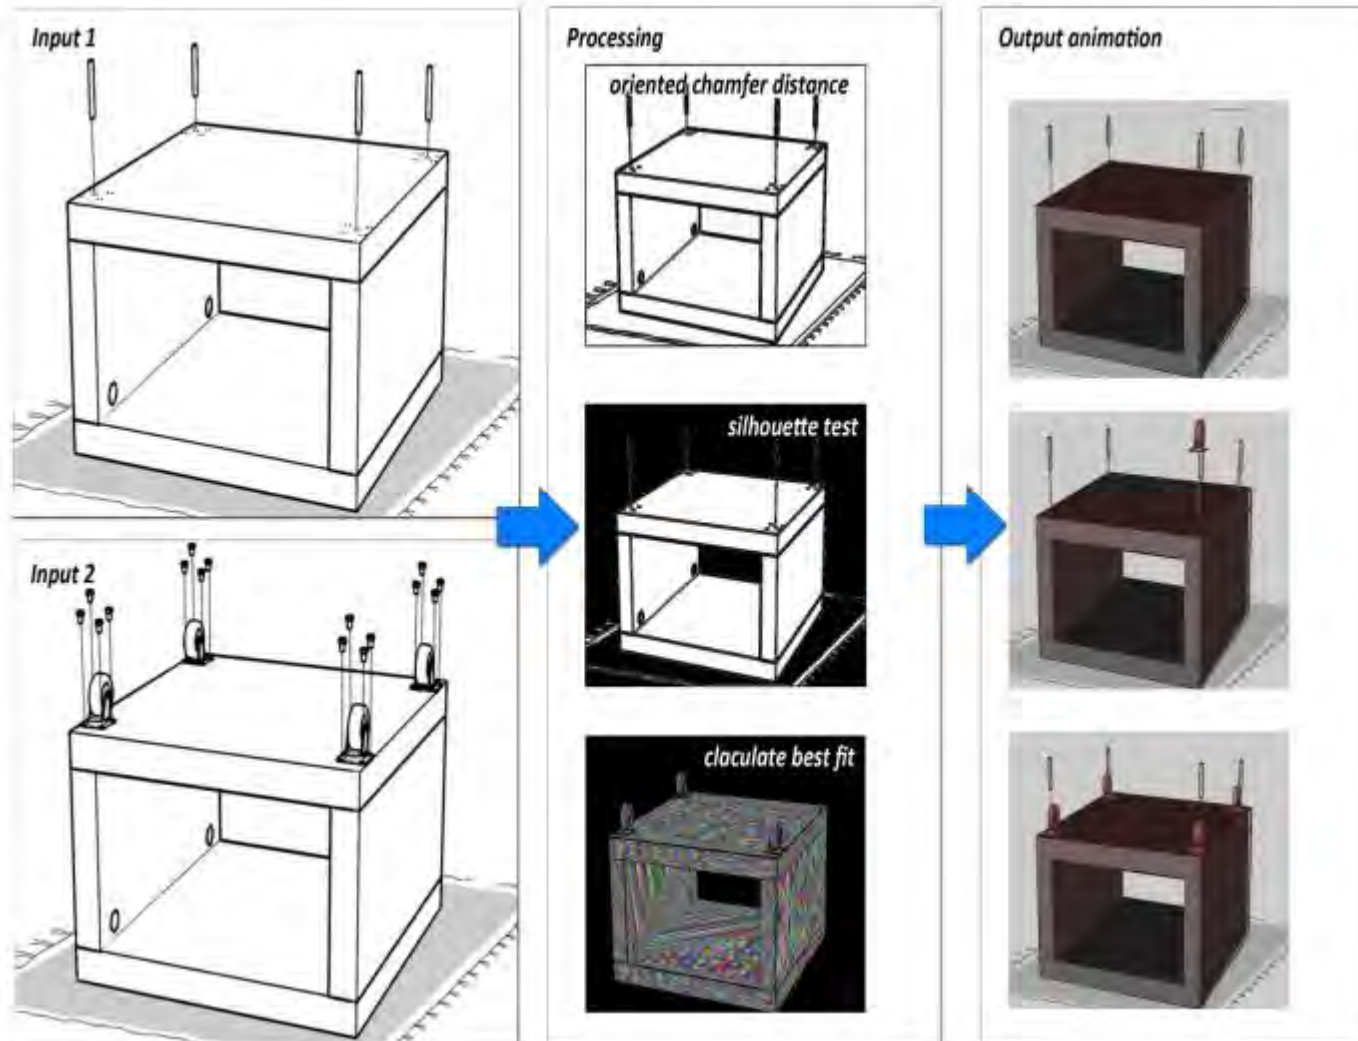 Input 1
Input 2
Processing
oriented chamfer distance
silhouette test
claculate best fit
Output animation